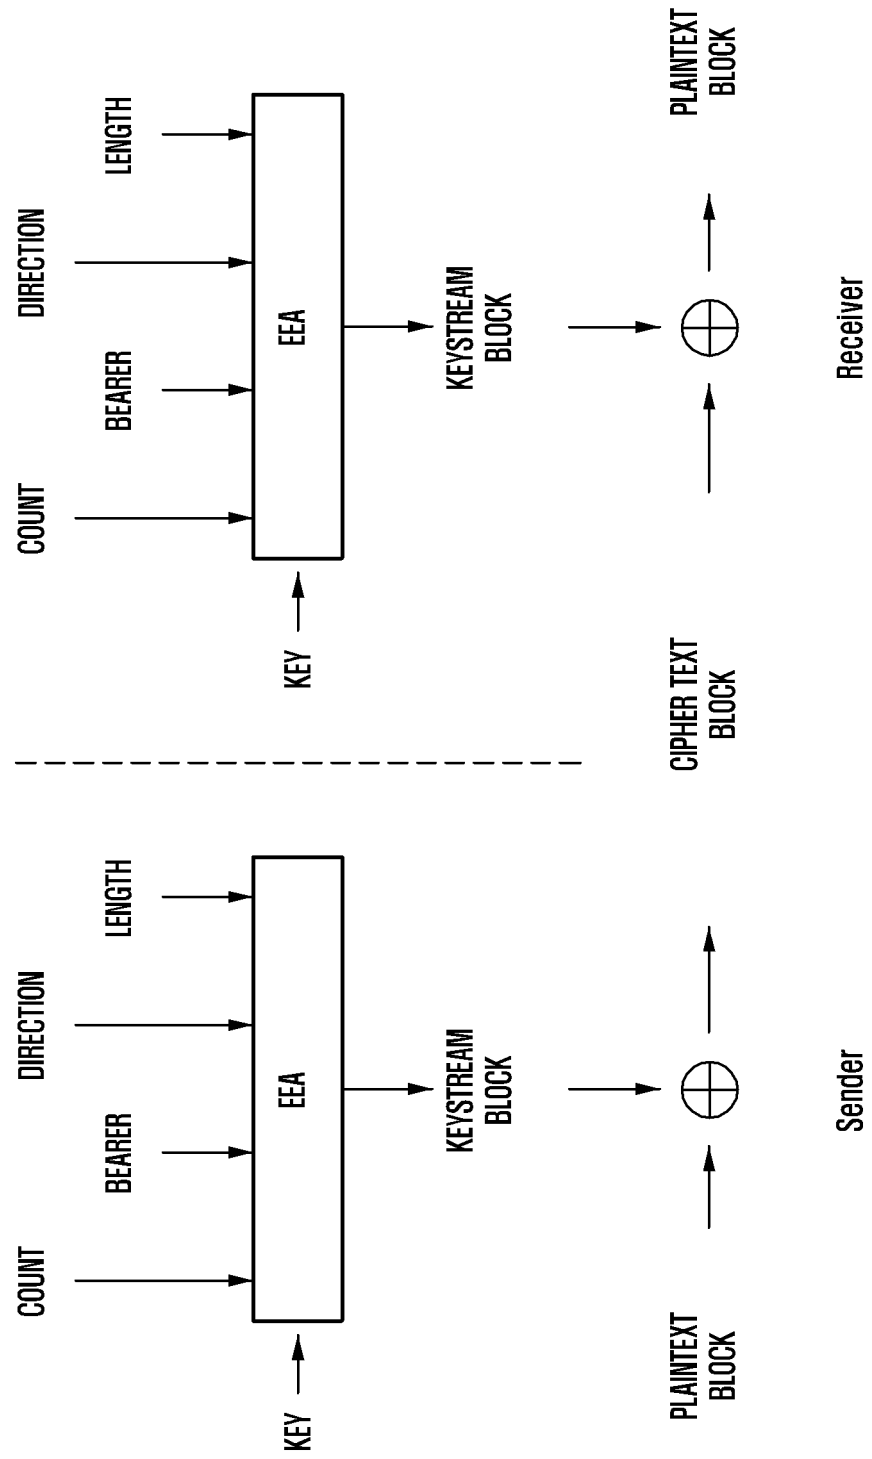 COUNT
DIRECTION
BEARER
LENGTH
KEY
EEA
KEYSTREAM
BLOCK
PLAINTEXT
BLOCK
Sender
CIPHER TEXT
BLOCK
COUNT
DIRECTION
BEARER
LENGTH
KEY
EEA
KEYSTREAM
BLOCK
PLAINTEXT
BLOCK
Receiver